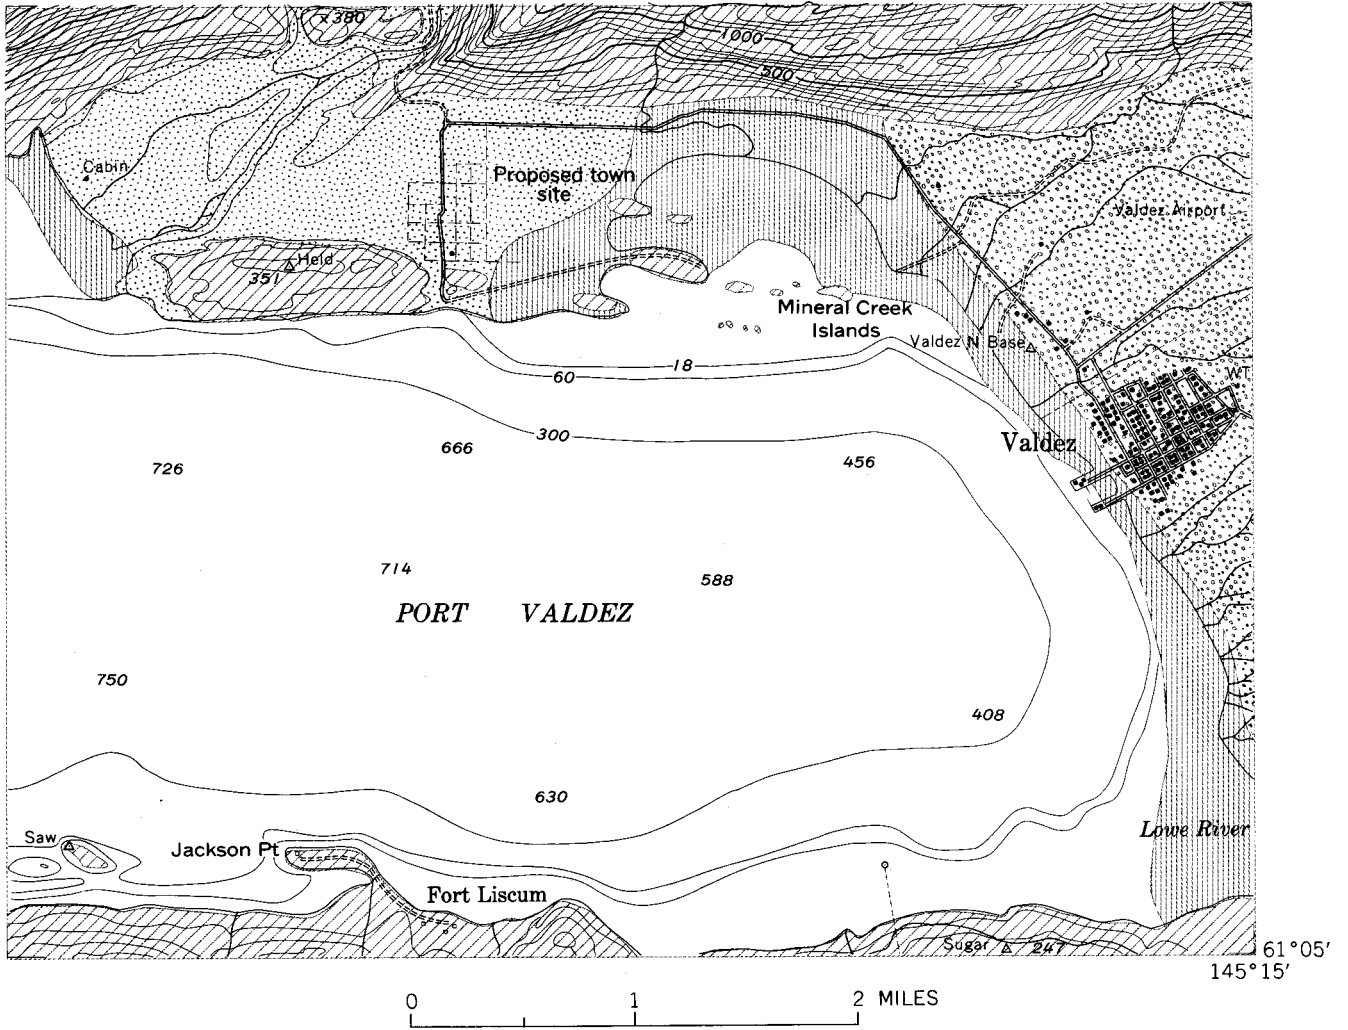 x380
1000
500
Cabin
Proposed town
site
Valdez Airport
Held
351
Mineral Creek
Islands
Valdez N Base
18
60
WT
300
Valdez
666
456
726
714
588
PORT VALDEZ
750
408
630
Saw
Jackson Pt
Lowe River
Fort Liscum
Sugar
247
61°05'
145°15'
0 1 2 MILES